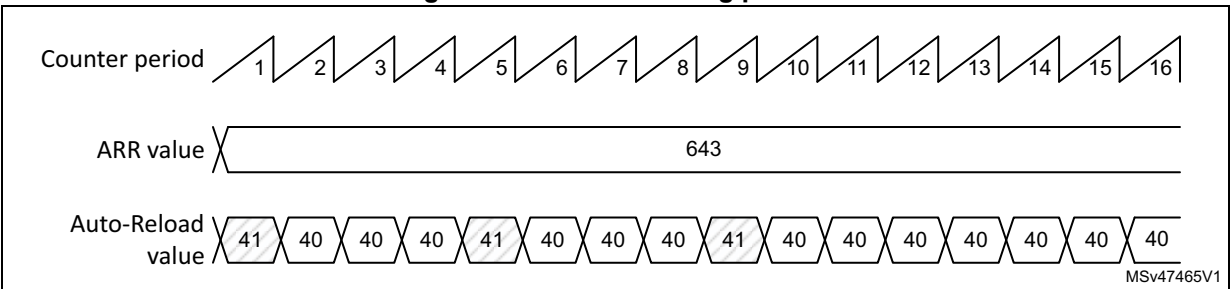 Counter period 1 2 3 4 5 6 7 8 9 10 11 12 13 14 15 16
ARR value 643
Auto-Reload
value
41 40 40 40 41 40 40 40 41 40 40 40 40 40 40 40
MSv47465V1